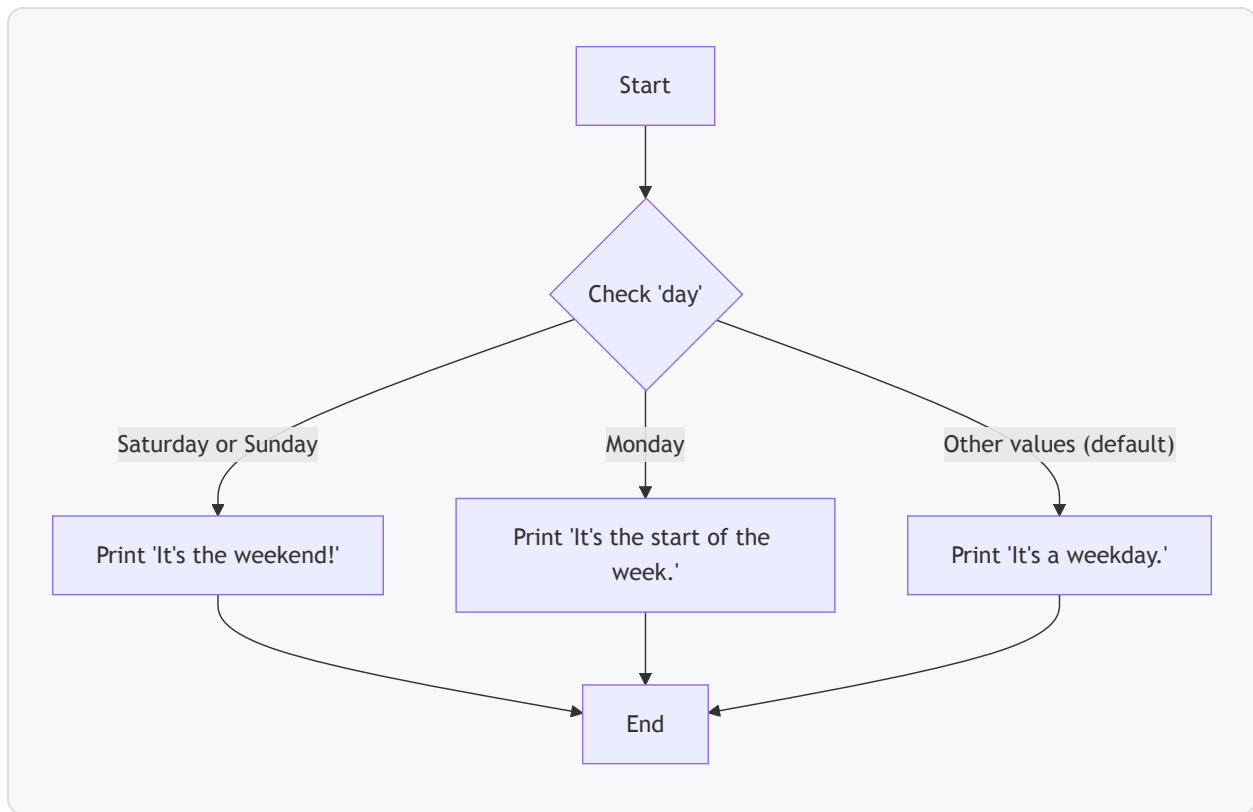 Start
Check 'day'
Saturday or Sunday
Monday
Other values (default)
Print 'It's the weekend!'
Print 'It's the start of the
week.'
Print 'It's a weekday.'
End